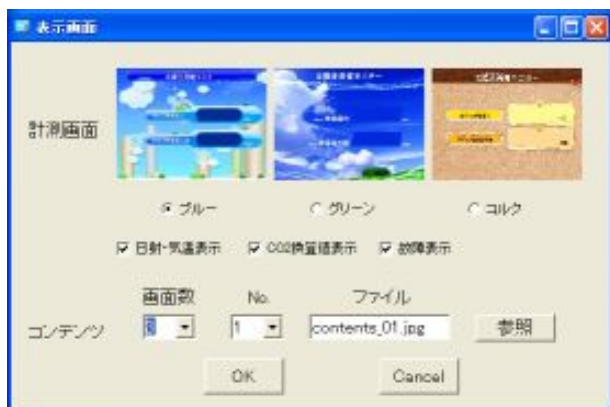 表示画面
計測画面
ブルー グリーン コルク
日射・気温表示 CO2換算値表示 故障表示
画面数 No. ファイル
コンテンツ 1 contents_01.jpg 参照
OK Cancel